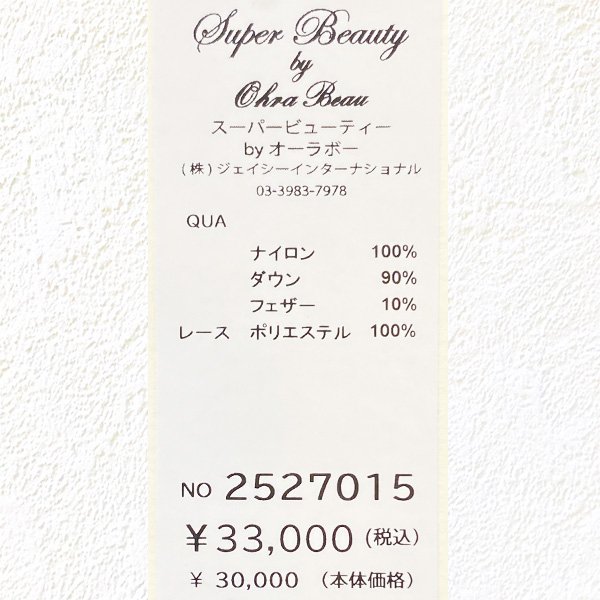 Super Beauty
by
Ohra Beau
スーパービューティー
by オーラボー
(株)ジェイシーインターナショナル
03-3983-7978
QUA
ナイロン 100%
ダウン 90%
フェザー 10%
レース ポリエステル 100%
NO 2527015
¥33,000 (税込)
¥ 30,000 (本体価格)